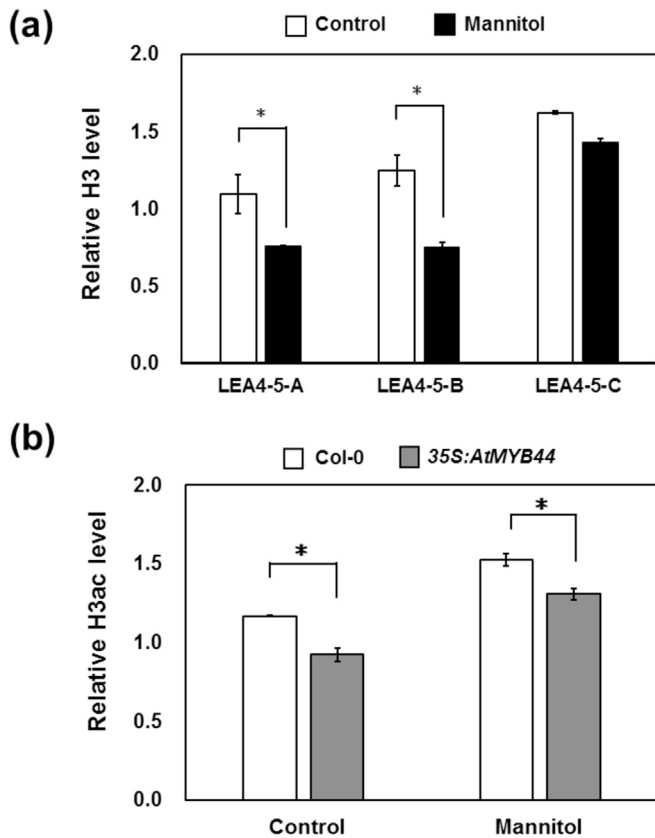 (a)
Control Mannitol
Relative H3 level
2.0
1.5
1.0
0.5
0.0
*
*
LEA4-5-A LEA4-5-B LEA4-5-C
(b)
Col-0 35S:AtMYB44
Relative H3ac level
2.0
1.5
1.0
0.5
0.0
*
*
Control Mannitol